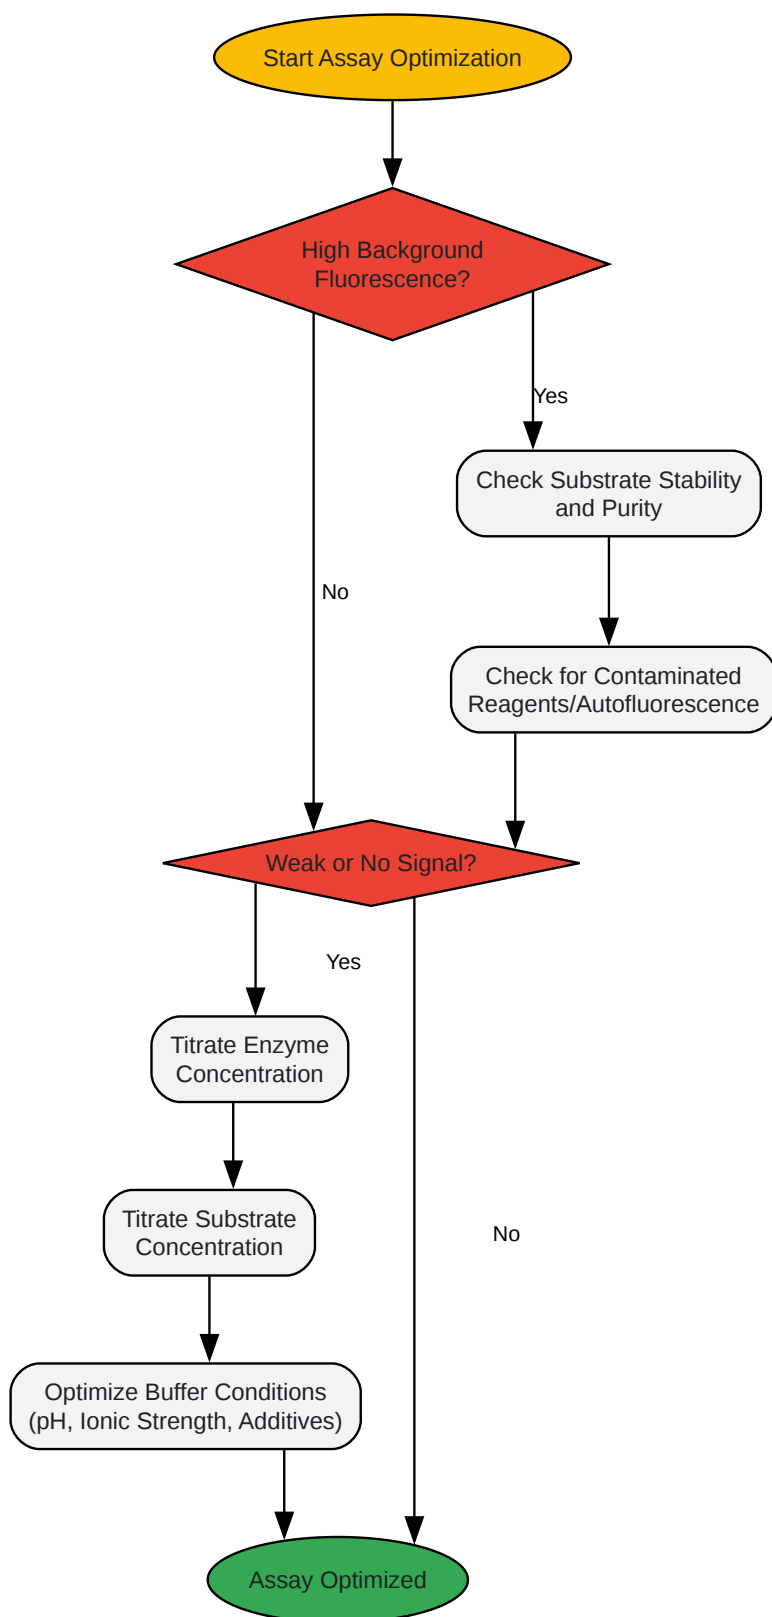 Start Assay Optimization
High Background
Fluorescence?
Yes
Check Substrate Stability
and Purity
No
Check for Contaminated
Reagents/Autofluorescence
Weak or No Signal?
Yes
Titrate Enzyme
Concentration
Titrate Substrate
Concentration
No
Optimize Buffer Conditions
(pH, Ionic Strength, Additives)
Assay Optimized